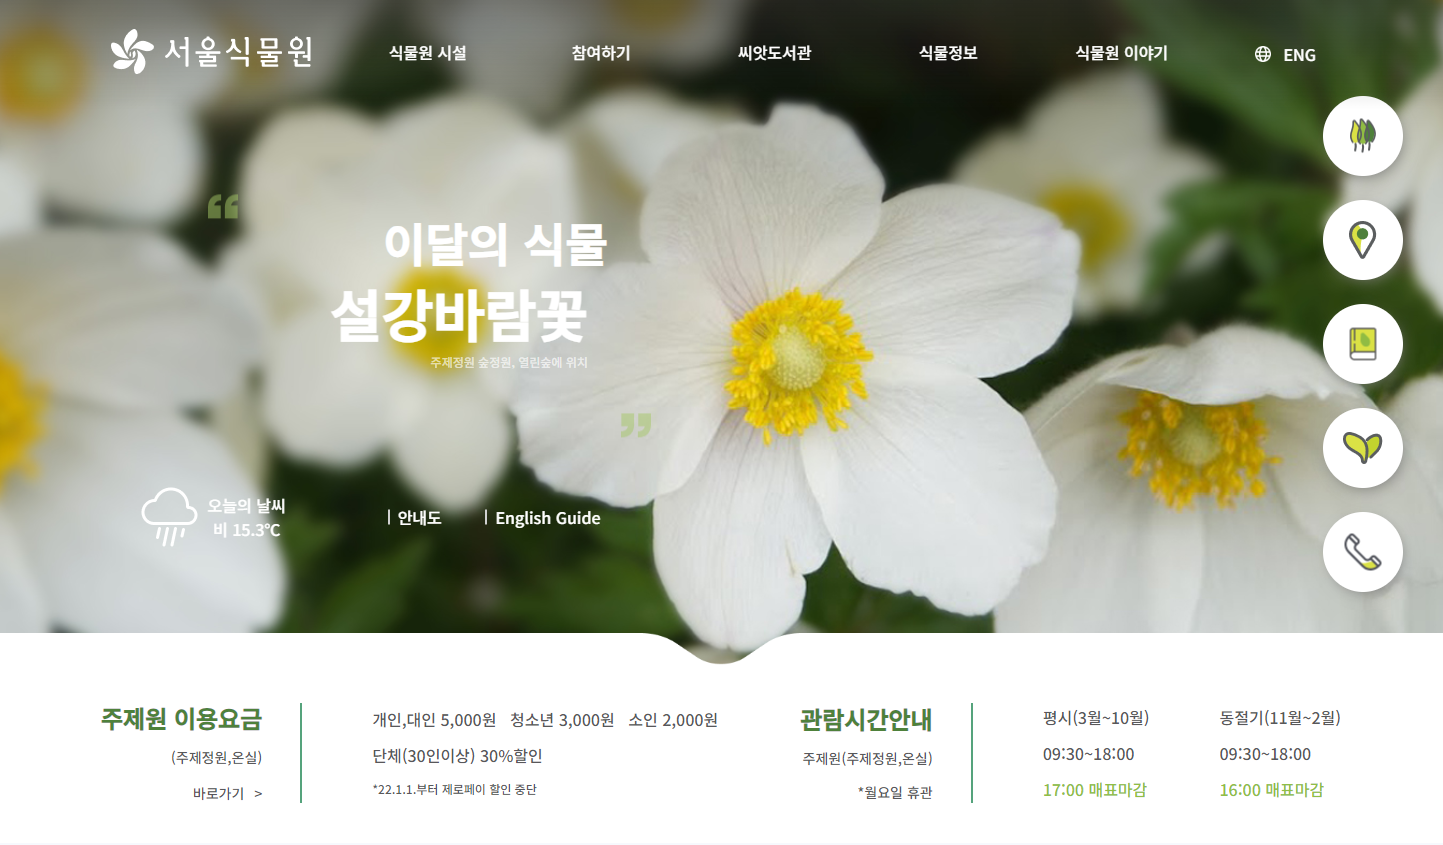 서울식물원
식물원 시설
참여하기
씨앗도서관
식물정보
식물원 이야기
ENG
이달의 식물
설강바람꽃
주제정원 숲정원, 열린숲에 위치
오늘의 날씨
비 15.3℃
안내도
English Guide
주제원 이용요금
(주제정원,온실)
바로가기 >
개인,대인 5,000원 청소년 3,000원 소인 2,000원
단체(30인이상) 30%할인
*22.1.1.부터 제로페이 할인 중단
관람시간안내
주제원(주제정원,온실)
*월요일 휴관
평시(3월~10월)
09:30~18:00
17:00 매표마감
동절기(11월~2월)
09:30~18:00
16:00 매표마감